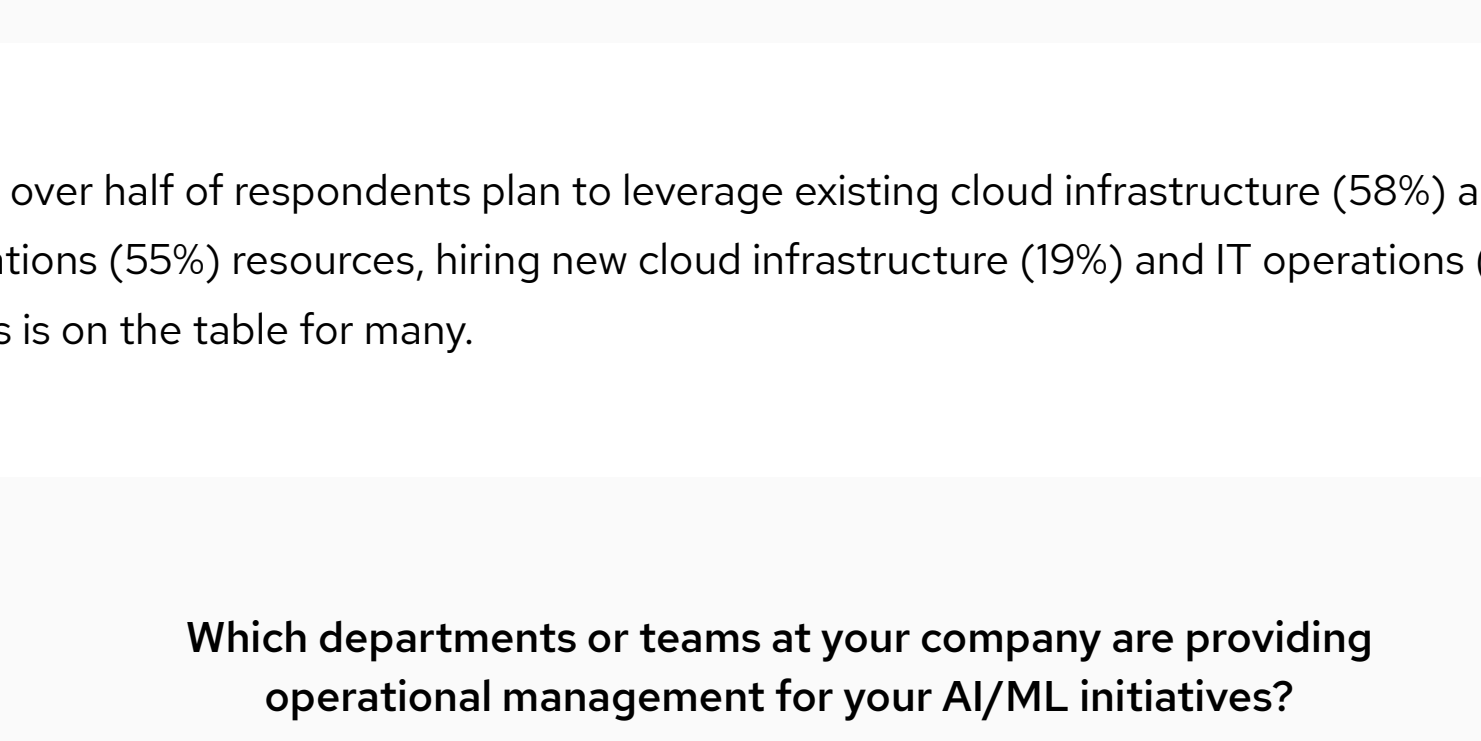 over half of respondents plan to leverage existing cloud infrastructure (58%) a
tions (55%) resources, hiring new cloud infrastructure (19%) and IT operations (
s is on the table for many.
Which departments or teams at your company are providing
operational management for your AI/ML initiatives?